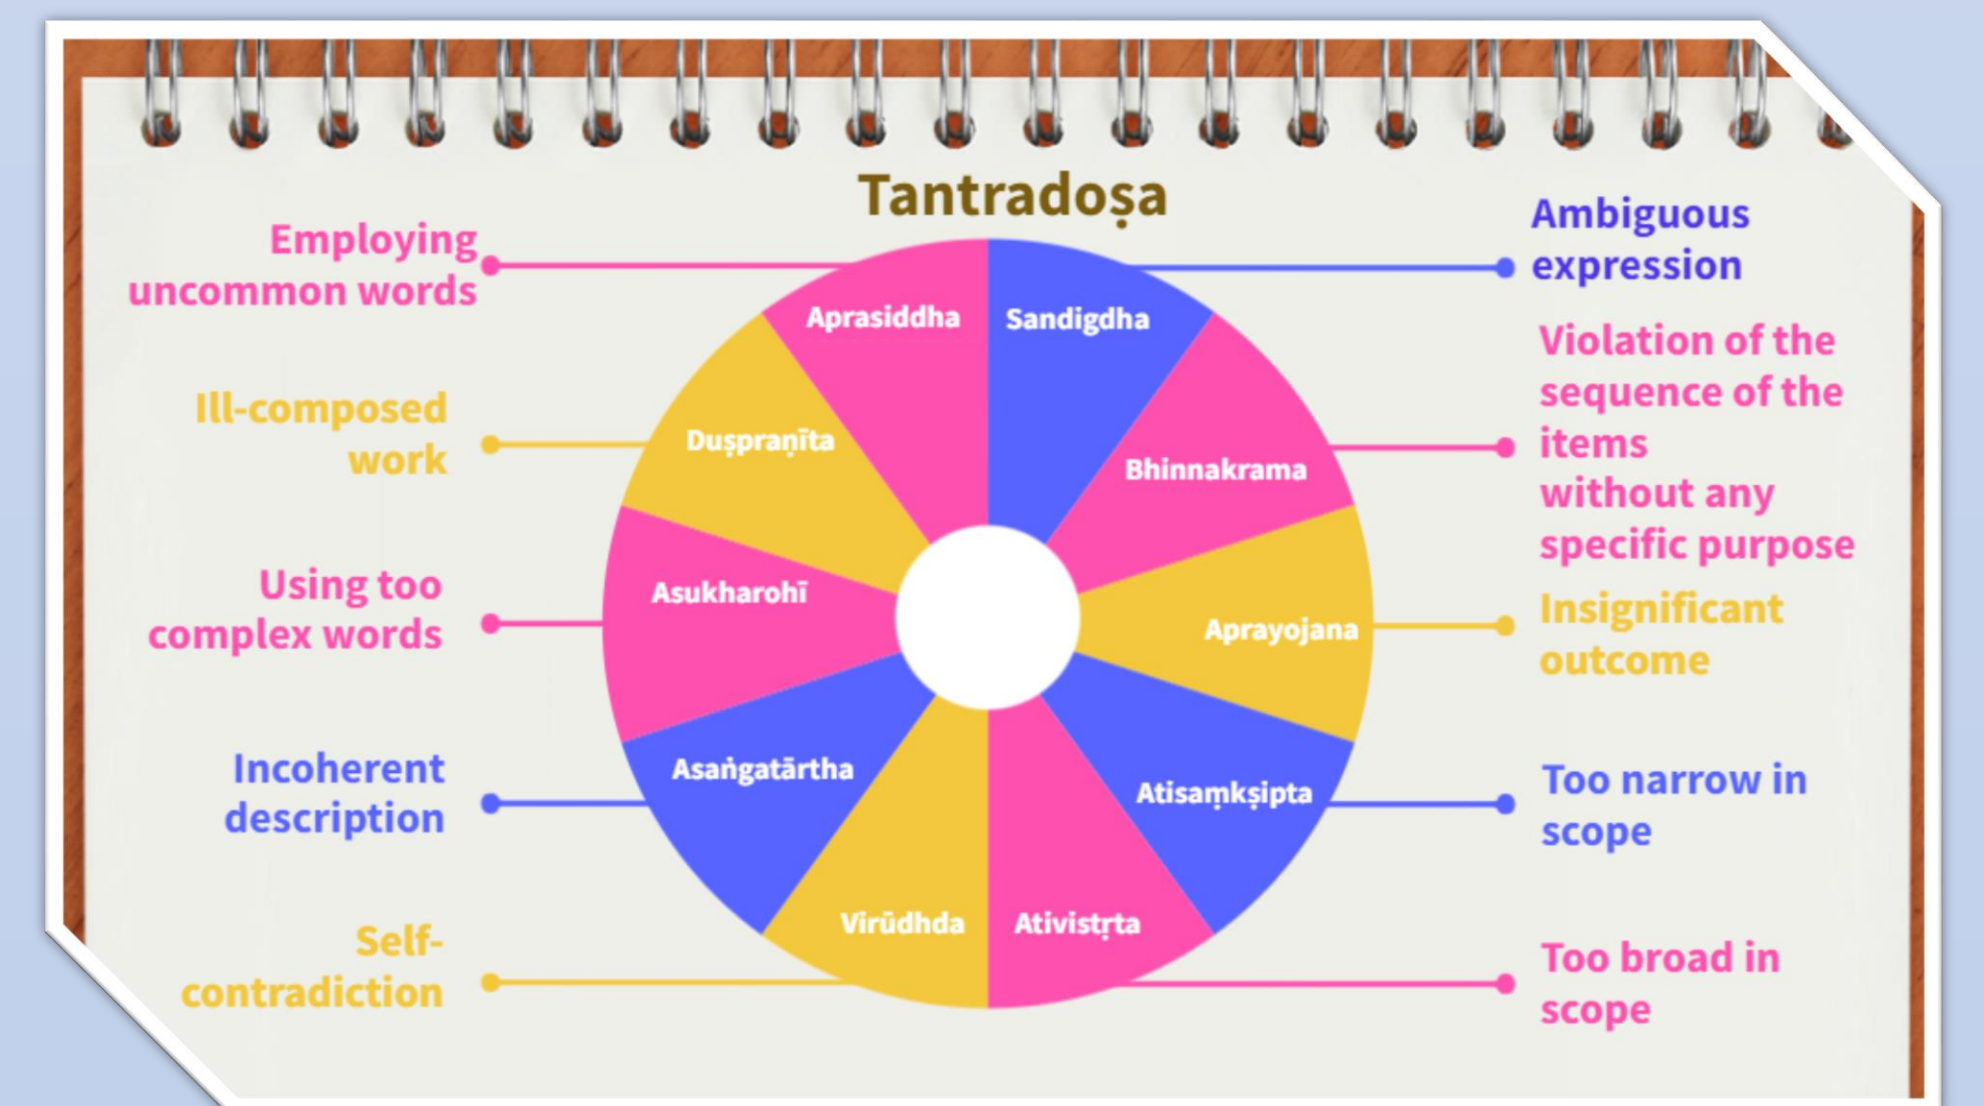 Tantradoṣa
Employing
uncommon words
Ill-composed
work
Using too
complex words
Incoherent
description
Self-
contradiction
Aprasiddha
Sandigdha
Duṣpraṇīta
Bhinnakrama
Asukharohī
Aprayojana
Asaṅgatārtha
Atisaṃkṣipta
Virūdhda
Ativistṛta
Ambiguous
expression
Violation of the
sequence of the
items
without any
specific purpose
Insignificant
outcome
Too narrow in
scope
Too broad in
scope